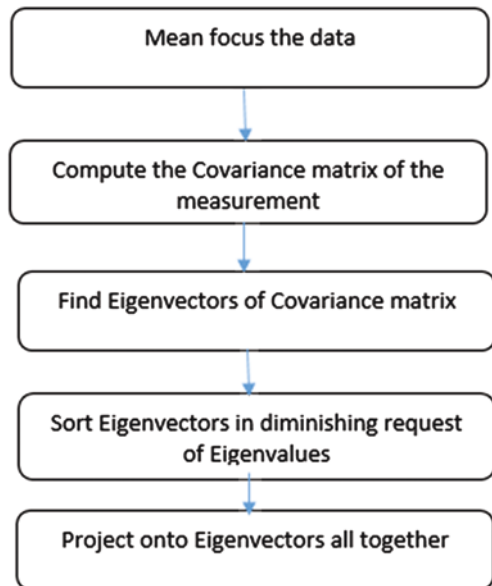 Mean focus the data
Compute the Covariance matrix of the
measurement
Find Eigenvectors of Covariance matrix
Sort Eigenvectors in diminishing request
of Eigenvalues
Project onto Eigenvectors all together